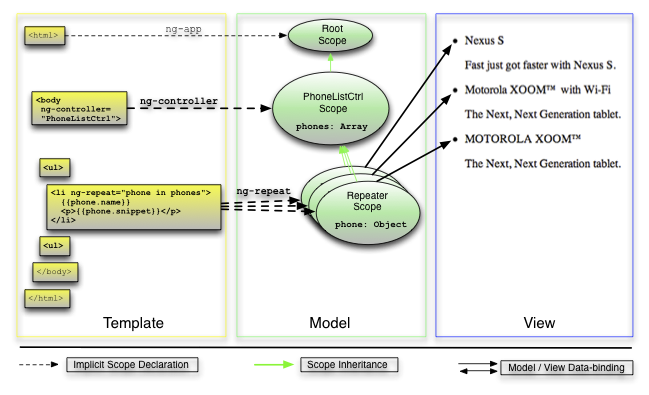 <html>
ng-app
Root
Scope
<body
ng-controller=
"PhoneListCtrl">
ng-controller
PhoneListCtrl
Scope
phones: Array
<ul>
<li ng-repeat="phone in phones">
{{phone.name}}
<p>{{phone.snippet}}</p>
</li>
ng-repeat
Repeater
Scope
phone: Object
<ul>
</body>
</html>
• Nexus S
Fast just got faster with Nexus S.
• Motorola XOOM™ with Wi-Fi
The Next, Next Generation tablet.
• MOTOROLA XOOM™
The Next, Next Generation tablet.
Template
Model
View
Implicit Scope Declaration
Scope Inheritance
Model / View Data-binding